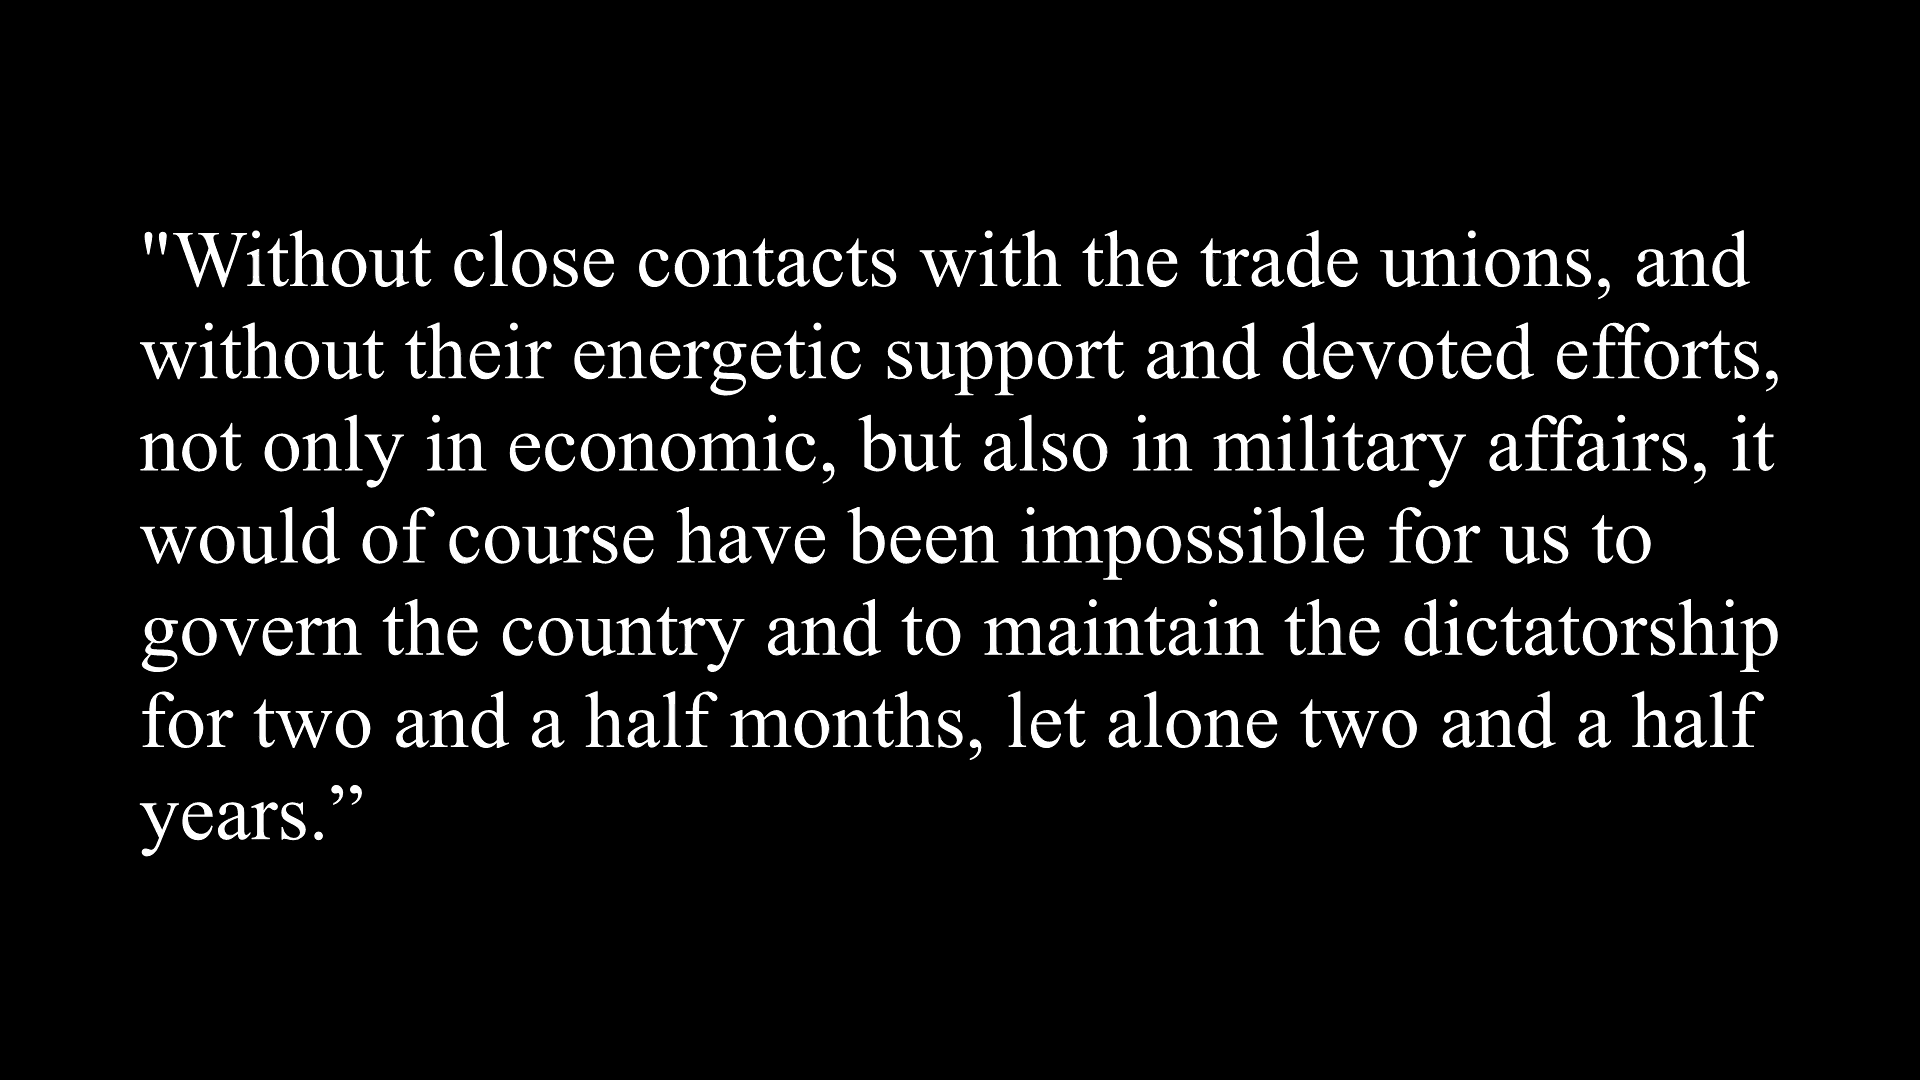 "Without close contacts with the trade unions, and
without their energetic support and devoted efforts,
not only in economic, but also in military affairs, it
would of course have been impossible for us to
govern the country and to maintain the dictatorship
for two and a half months, let alone two and a half
years.”